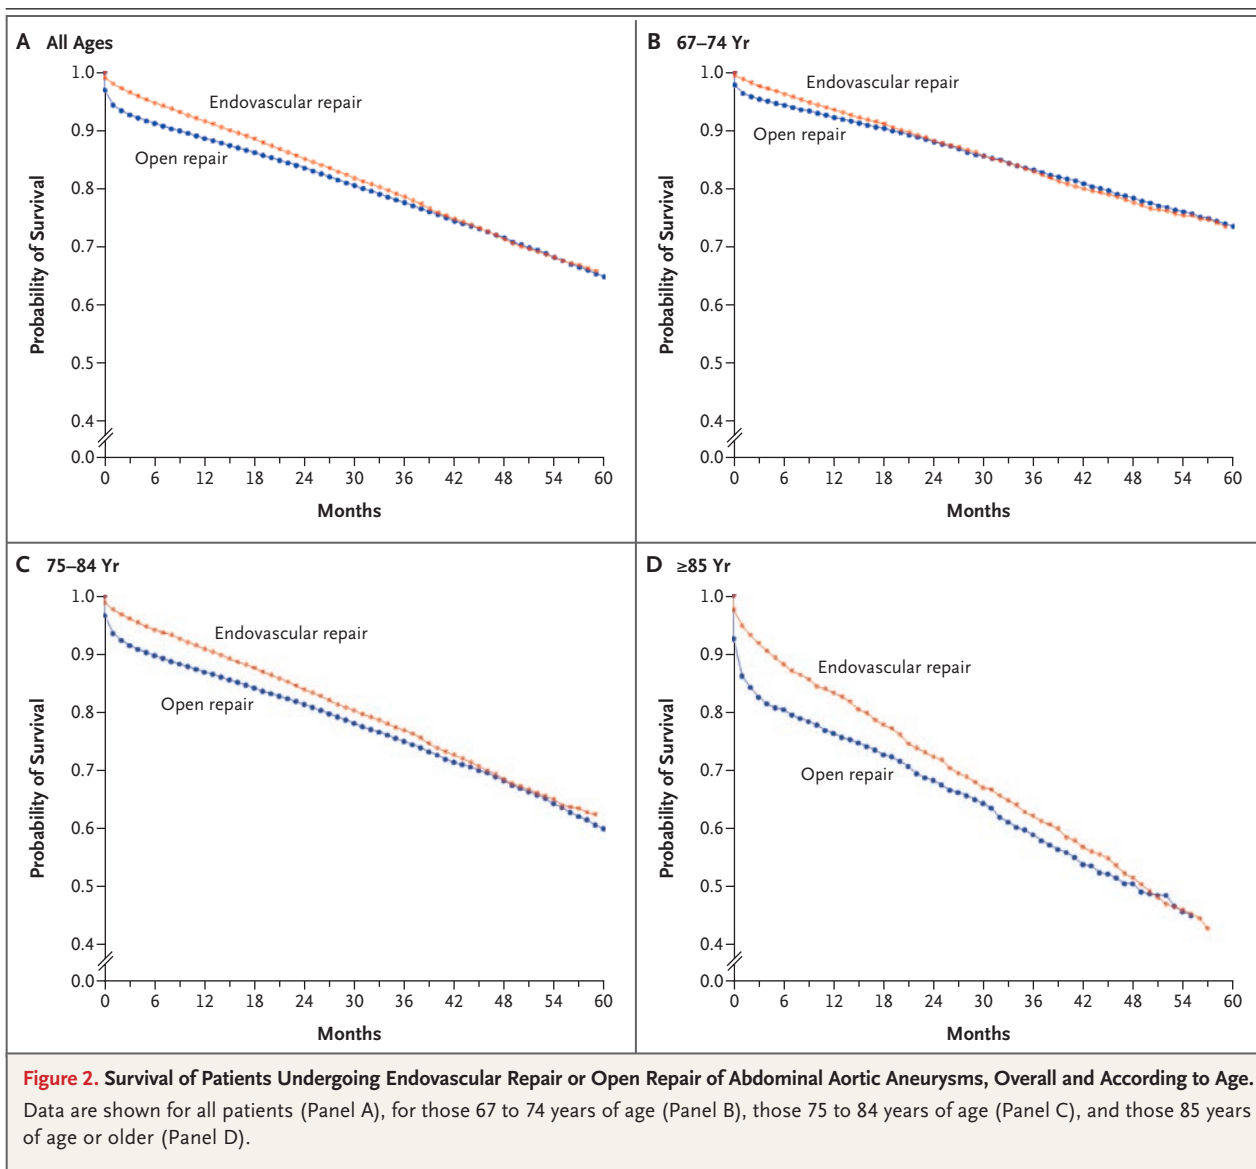 A All Ages
1.0
0.9
0.8
0.7
0.6
0.5
0.4
0.0
Probability of Survival
Endovascular repair
Open repair
0 6 12 18 24 30 36 42 48 54 60
Months
B 67–74 Yr
1.0
0.9
0.8
0.7
0.6
0.5
0.4
0.0
Probability of Survival
Endovascular repair
Open repair
0 6 12 18 24 30 36 42 48 54 60
Months
C 75–84 Yr
1.0
0.9
0.8
0.7
0.6
0.5
0.4
0.0
Probability of Survival
Endovascular repair
Open repair
0 6 12 18 24 30 36 42 48 54 60
Months
D ≥85 Yr
1.0
0.9
0.8
0.7
0.6
0.5
0.4
0.0
Probability of Survival
Endovascular repair
Open repair
0 6 12 18 24 30 36 42 48 54 60
Months
Figure 2. Survival of Patients Undergoing Endovascular Repair or Open Repair of Abdominal Aortic Aneurysms, Overall and According to Age.
Data are shown for all patients (Panel A), for those 67 to 74 years of age (Panel B), those 75 to 84 years of age (Panel C), and those 85 years
of age or older (Panel D).